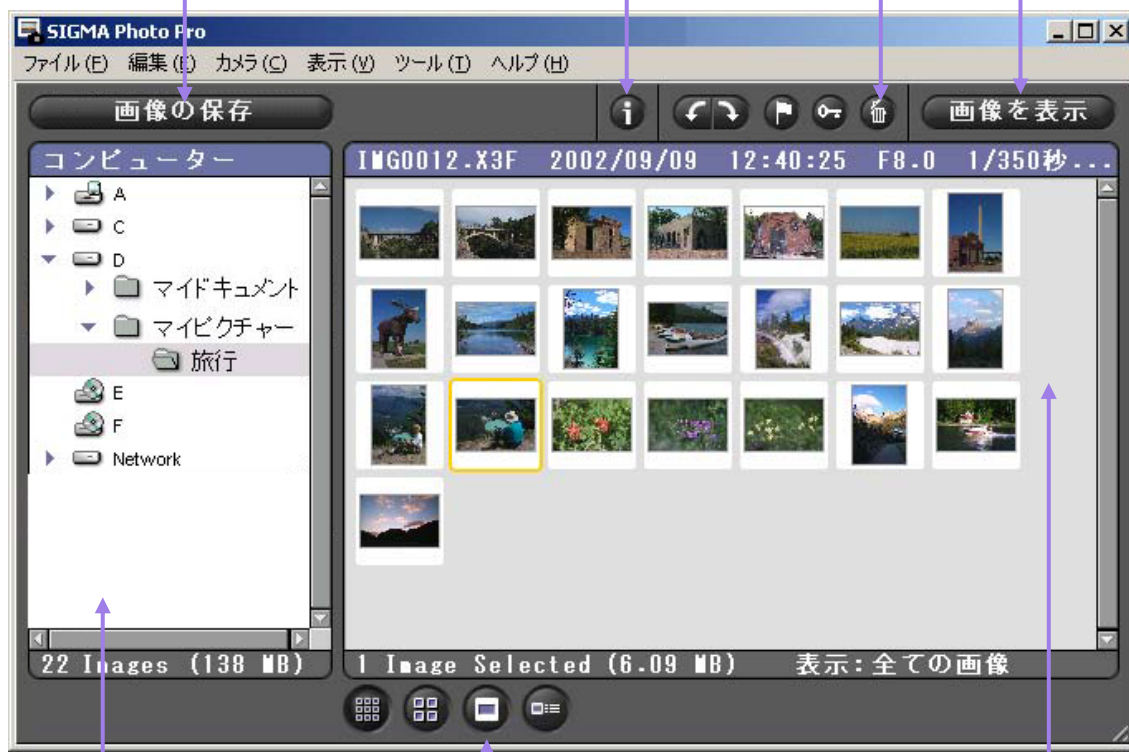 SIGMA Photo Pro
ファイル(F) 編集(E) カメラ(C) 表示(V) ツール(T) ヘルプ(H)
画像の保存
画像を表示
コンピューター
IMG0012.X3F 2002/09/09 12:40:25 F8.0 1/350秒...
A
C
D
マイドキュメント
マイピクチャー
旅行
E
F
Network
22 Images (138 MB)
1 Image Selected (6.09 MB) 表示:全ての画像